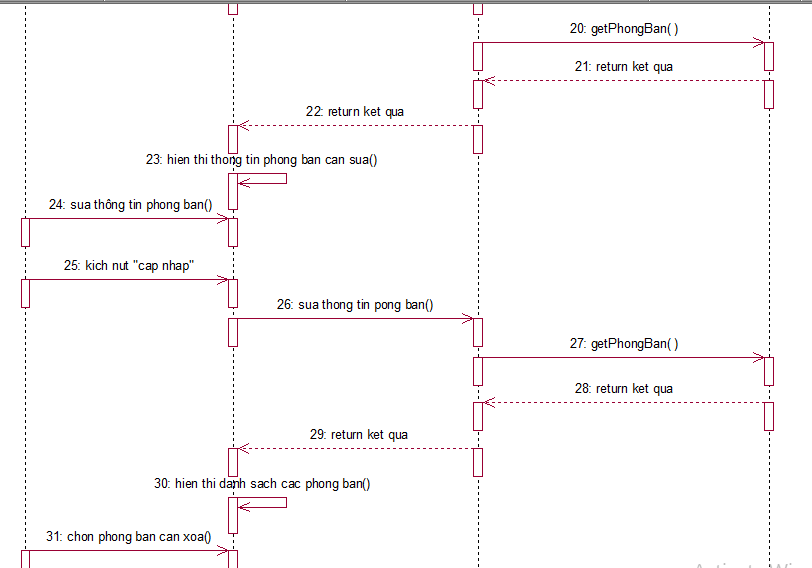 20: getPhongBan( )
21: return ket qua
22: return ket qua
23: hien thi thong tin phong ban can sua()
24: sua thông tin phong ban()
25: kich nut "cap nhap"
26: sua thong tin pong ban()
27: getPhongBan( )
28: return ket qua
29: return ket qua
30: hien thi danh sach cac phong ban()
31: chon phong ban can xoa()